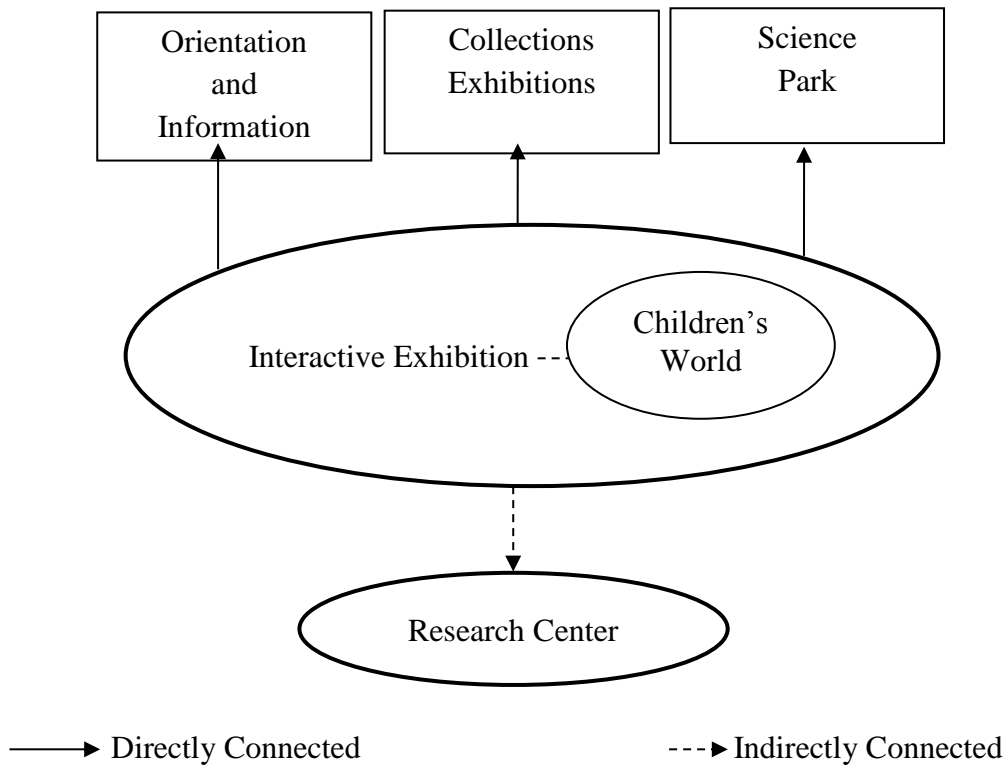 Orientation
and
Information
Collections
Exhibitions
Science
Park
Interactive Exhibition
Children’s
World
Research Center
Directly Connected
Indirectly Connected